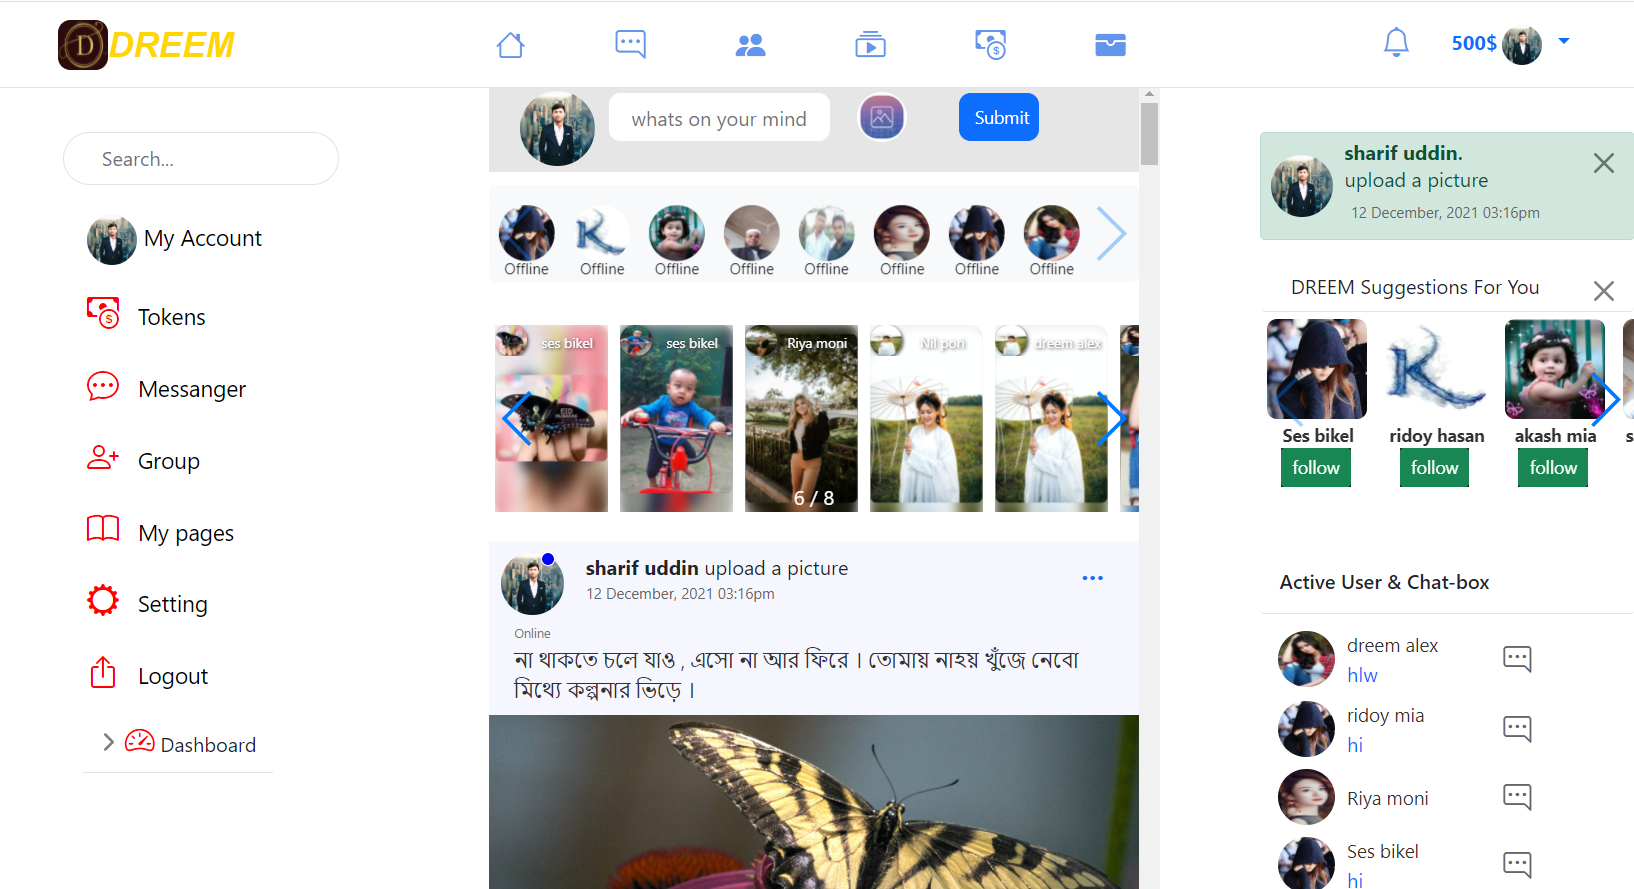 DREEM
500$
whats on your mind
Submit
Search...
My Account
Tokens
Messanger
Group
My pages
Setting
Logout
Dashboard
Offline Offline Offline Offline Offline Offline Offline Offline
ses bikel ses bikel Riya moni Nil pori dreem alex
EID
6 / 8
sharif uddin upload a picture
12 December, 2021 03:16pm
Online
না থাকতে চলে যাও , এসো না আর ফিরে । তোমায় নাহয় খুঁজে নেবো
মিথ্যে কল্পনার ভিড়ে ।
sharif uddin.
upload a picture
12 December, 2021 03:16pm
DREEM Suggestions For You
Ses bikel ridoy hasan akash mia s
follow follow follow
Active User & Chat-box
dreem alex
hlw
ridoy mia
hi
Riya moni
Ses bikel
hi